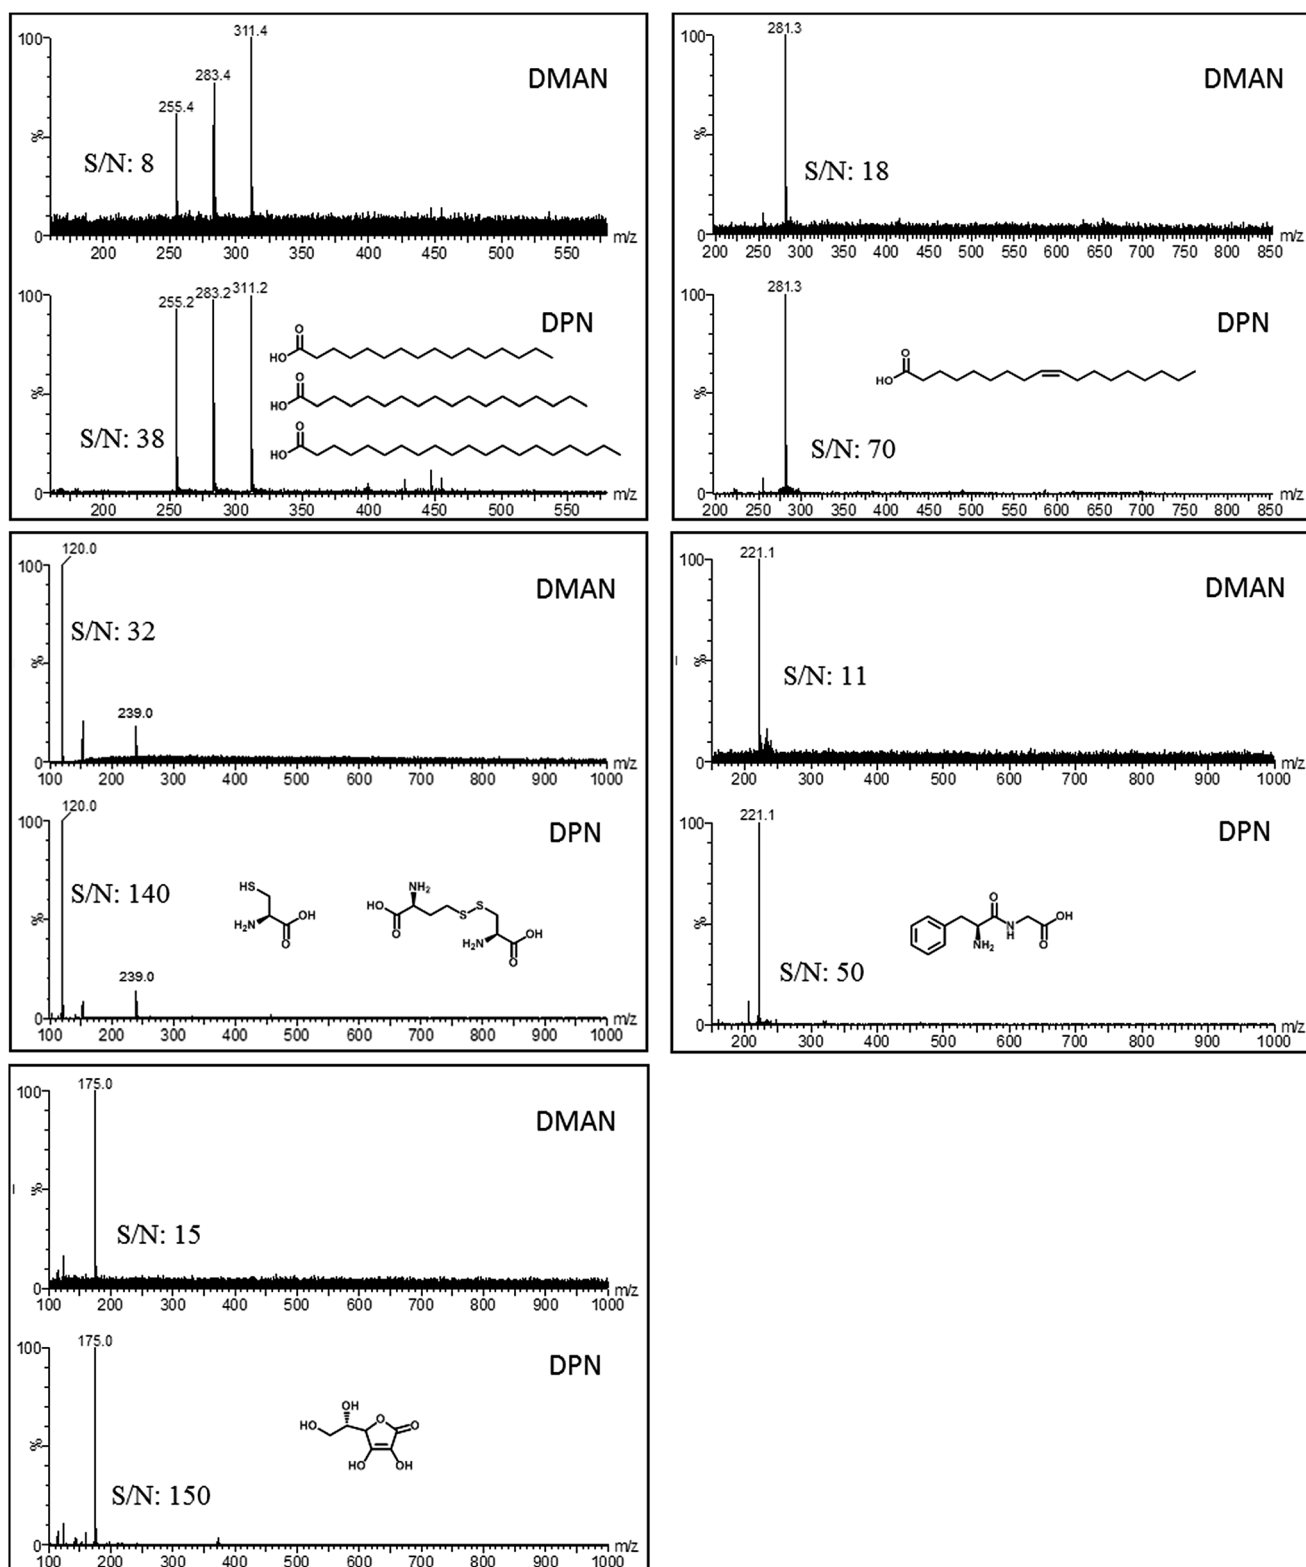 311.4
283.4
255.4
100
%
0
DMAN
S/N: 8
200 250 300 350 400 450 500 550 m/z
255.2 283.2 311.2
100
%
0
DPN
S/N: 38
O
HO
O
HO
O
HO
200 250 300 350 400 450 500 550 m/z
281.3
100
%
0
DMAN
S/N: 18
200 250 300 350 400 450 500 550 600 650 700 750 800 850 m/z
281.3
100
%
0
DPN
O
HO
S/N: 70
200 250 300 350 400 450 500 550 600 650 700 750 800 850 m/z
120.0
100
%
0
DMAN
S/N: 32
239.0
100 200 300 400 500 600 700 800 900 1000 m/z
120.0
100
%
0
DPN
S/N: 140
HS
H₂N
OH
O
NH₂
HO
O
S S
H₂N
OH
O
239.0
100 200 300 400 500 600 700 800 900 1000 m/z
221.1
100
%
0
DMAN
S/N: 11
200 300 400 500 600 700 800 900 1000 m/z
221.1
100
%
0
DPN
O
OH
N
H
O
NH₂
S/N: 50
200 300 400 500 600 700 800 900 1000 m/z
175.0
100
%
0
DMAN
S/N: 15
100 200 300 400 500 600 700 800 900 1000 m/z
175.0
100
%
0
DPN
OH
HO
O
O
HO OH
S/N: 150
100 200 300 400 500 600 700 800 900 1000 m/z